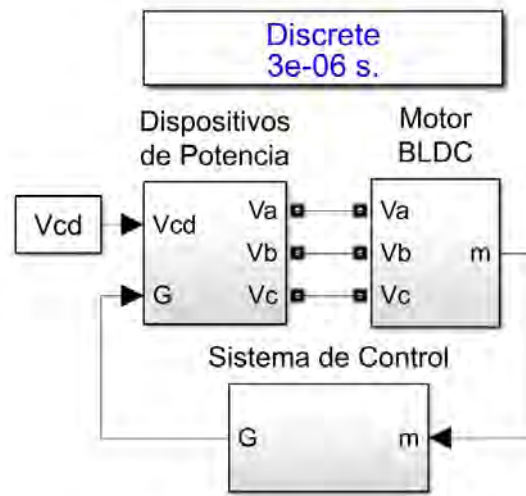 Discrete
3e-06 s.
Dispositivos
de Potencia
Motor
BLDC
Vcd
Vcd
G
Va
Vb
Vc
Va
Vb
Vc
m
Sistema de Control
G
m